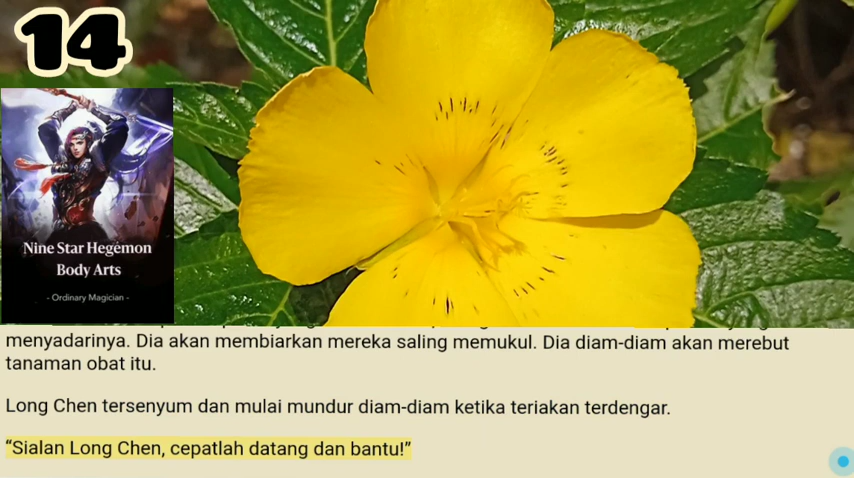 14
Nine Star Hegemon
Body Arts
- Ordinary Magician -
menyadarinya. Dia akan membiarkan mereka saling memukul. Dia diam-diam akan merebut
tanaman obat itu.
Long Chen tersenyum dan mulai mundur diam-diam ketika teriakan terdengar.
“Sialan Long Chen, cepatlah datang dan bantu!”